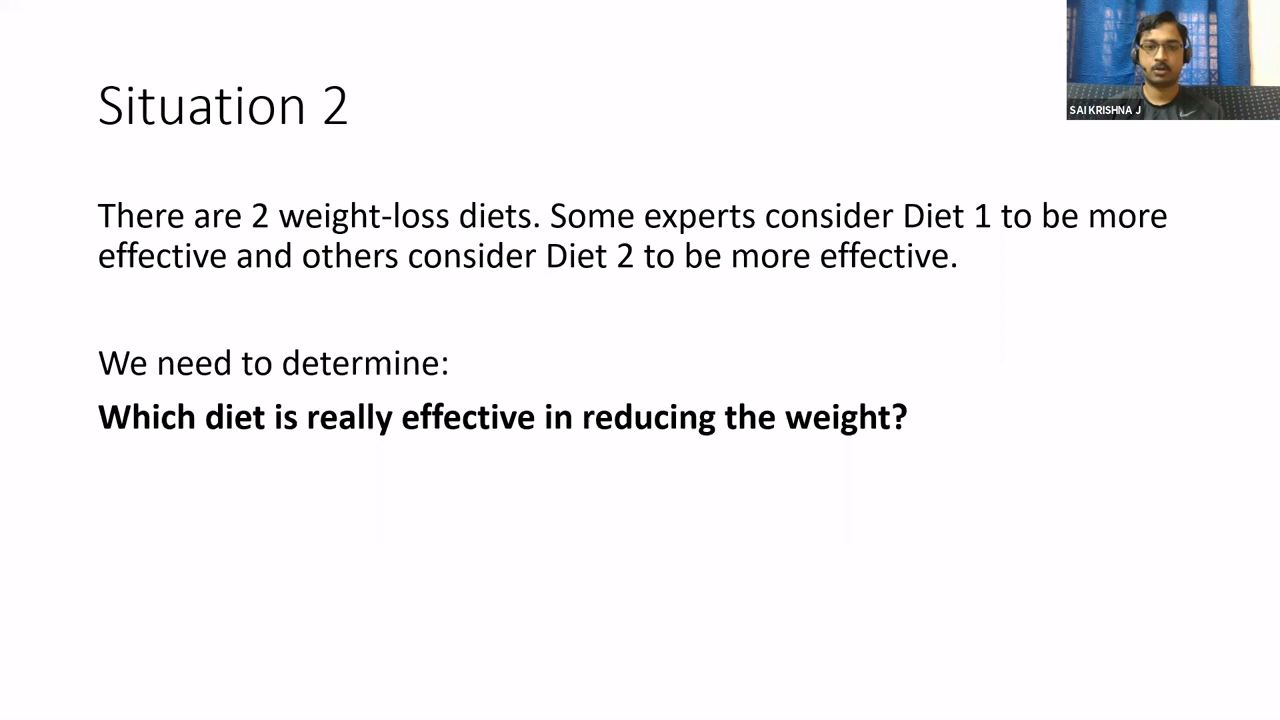 SAI KRISHNA J
Situation 2
There are 2 weight-loss diets. Some experts consider Diet 1 to be more
effective and others consider Diet 2 to be more effective.
We need to determine:
Which diet is really effective in reducing the weight?